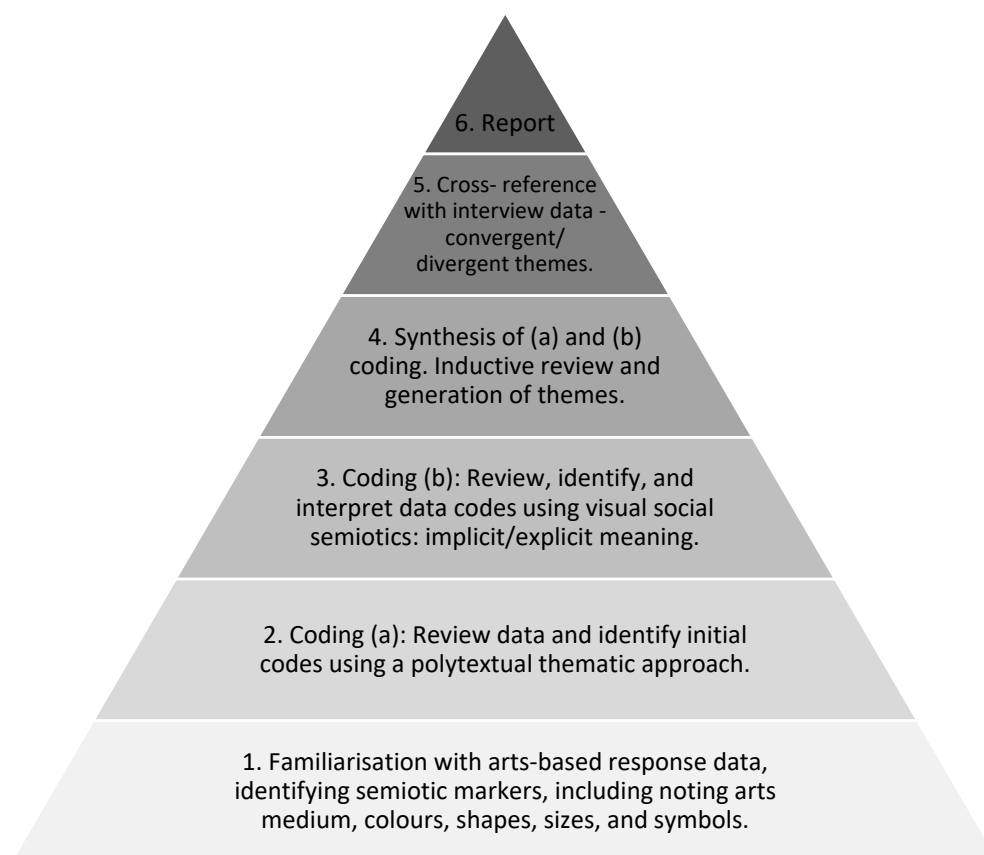 6. Report
5. Cross- reference
with interview data -
convergent/
divergent themes.
4. Synthesis of (a) and (b)
coding. Inductive review and
generation of themes.
3. Coding (b): Review, identify, and
interpret data codes using visual social
semiotics: implicit/explicit meaning.
2. Coding (a): Review data and identify initial
codes using a polytextual thematic approach.
1. Familiarisation with arts-based response data,
identifying semiotic markers, including noting arts
medium, colours, shapes, sizes, and symbols.